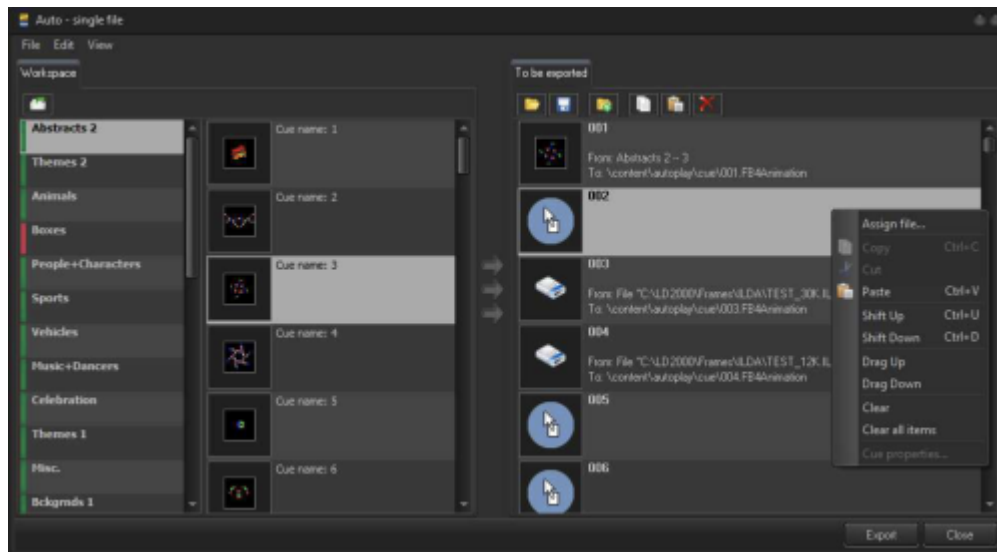 Auto - single file
File Edit View
Workspace
To be exported
Abstracts 2
Themes 2
Animals
Boxes
People+Characters
Sports
Vehicles
Music+Dancers
Celebration
Themes 1
Misc.
Bckgrnds 1
Cue name: 1
Cue name: 2
Cue name: 3
Cue name: 4
Cue name: 5
Cue name: 6
001
From: Abstracts 2 – 3
To: \content\autoplay\cue\001.FB4Animation
002
003
From: File "C:\LD2000\Frames\ILDA\TEST_30K.IL
To: \content\autoplay\cue\003.FB4Animation
004
From: File "C:\LD2000\Frames\ILDA\TEST_12K.IL
To: \content\autoplay\cue\004.FB4Animation
005
006
Assign file...
Copy Ctrl+C
Cut
Paste Ctrl+V
Shift Up Ctrl+U
Shift Down Ctrl+D
Drag Up
Drag Down
Clear
Clear all items
Cue properties...
Export Close